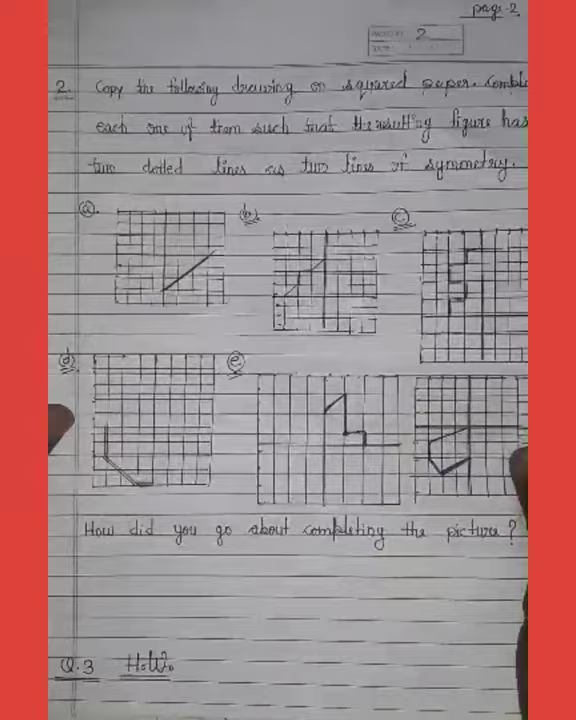 page-2
2
2. Copy the following drawing on squared paper. Comple
each one of them such that the resulting figure has
two dotted lines as two lines of symmetry.
a. b. c
d. e
How did you go about completing the picture?
Q.3 H.W.